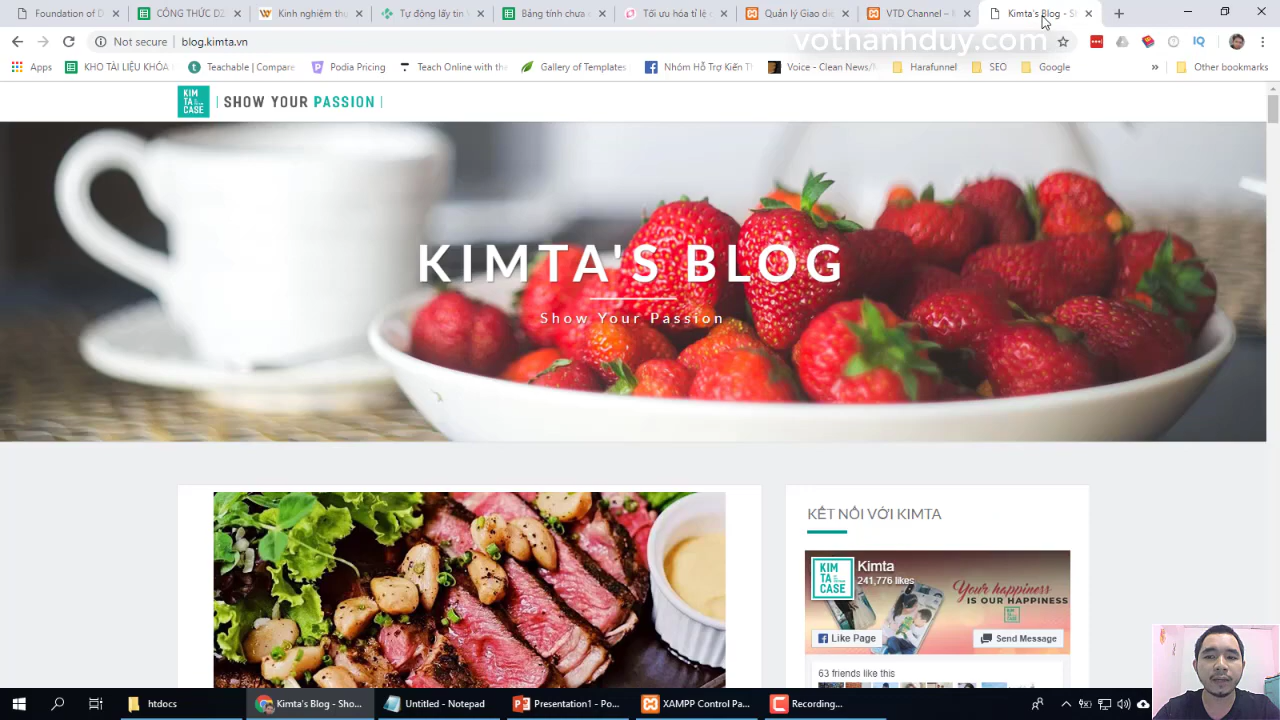 Foundation of D
CÔNG THỨC DZ
Kinh nghiệm thu
Tự động lấy tin v
Bảng tính chưa c
Tối ưu hóa tỉ lệ c
Quản lý Giao diệ
VTD Channel –
Kimta's Blog - S
Not secure
blog.kimta.vn
vothanhduy.com
Apps
KHO TÀI LIỆU KHÓA
Teachable | Compa
Podia Pricing
Teach Online with the
Gallery of Templates
Nhóm Hỗ Trợ Kiến T
Voice - Clean News/
Harafunnel
SEO
Google
»
Other bookmarks
KIM TA CASE
| SHOW YOUR PASSION |
KIMTA'S BLOG
Show Your Passion
KẾT NỐI VỚI KIMTA
KIM TA CASE
Kimta
241,776 likes
Your happiness
IS OUR HAPPINESS
Like Page
Send Message
63 friends like this
htdocs
Kimta's Blog - Sho...
Untitled - Notepad
Presentation1 - Po...
XAMPP Control Pa...
Recording...